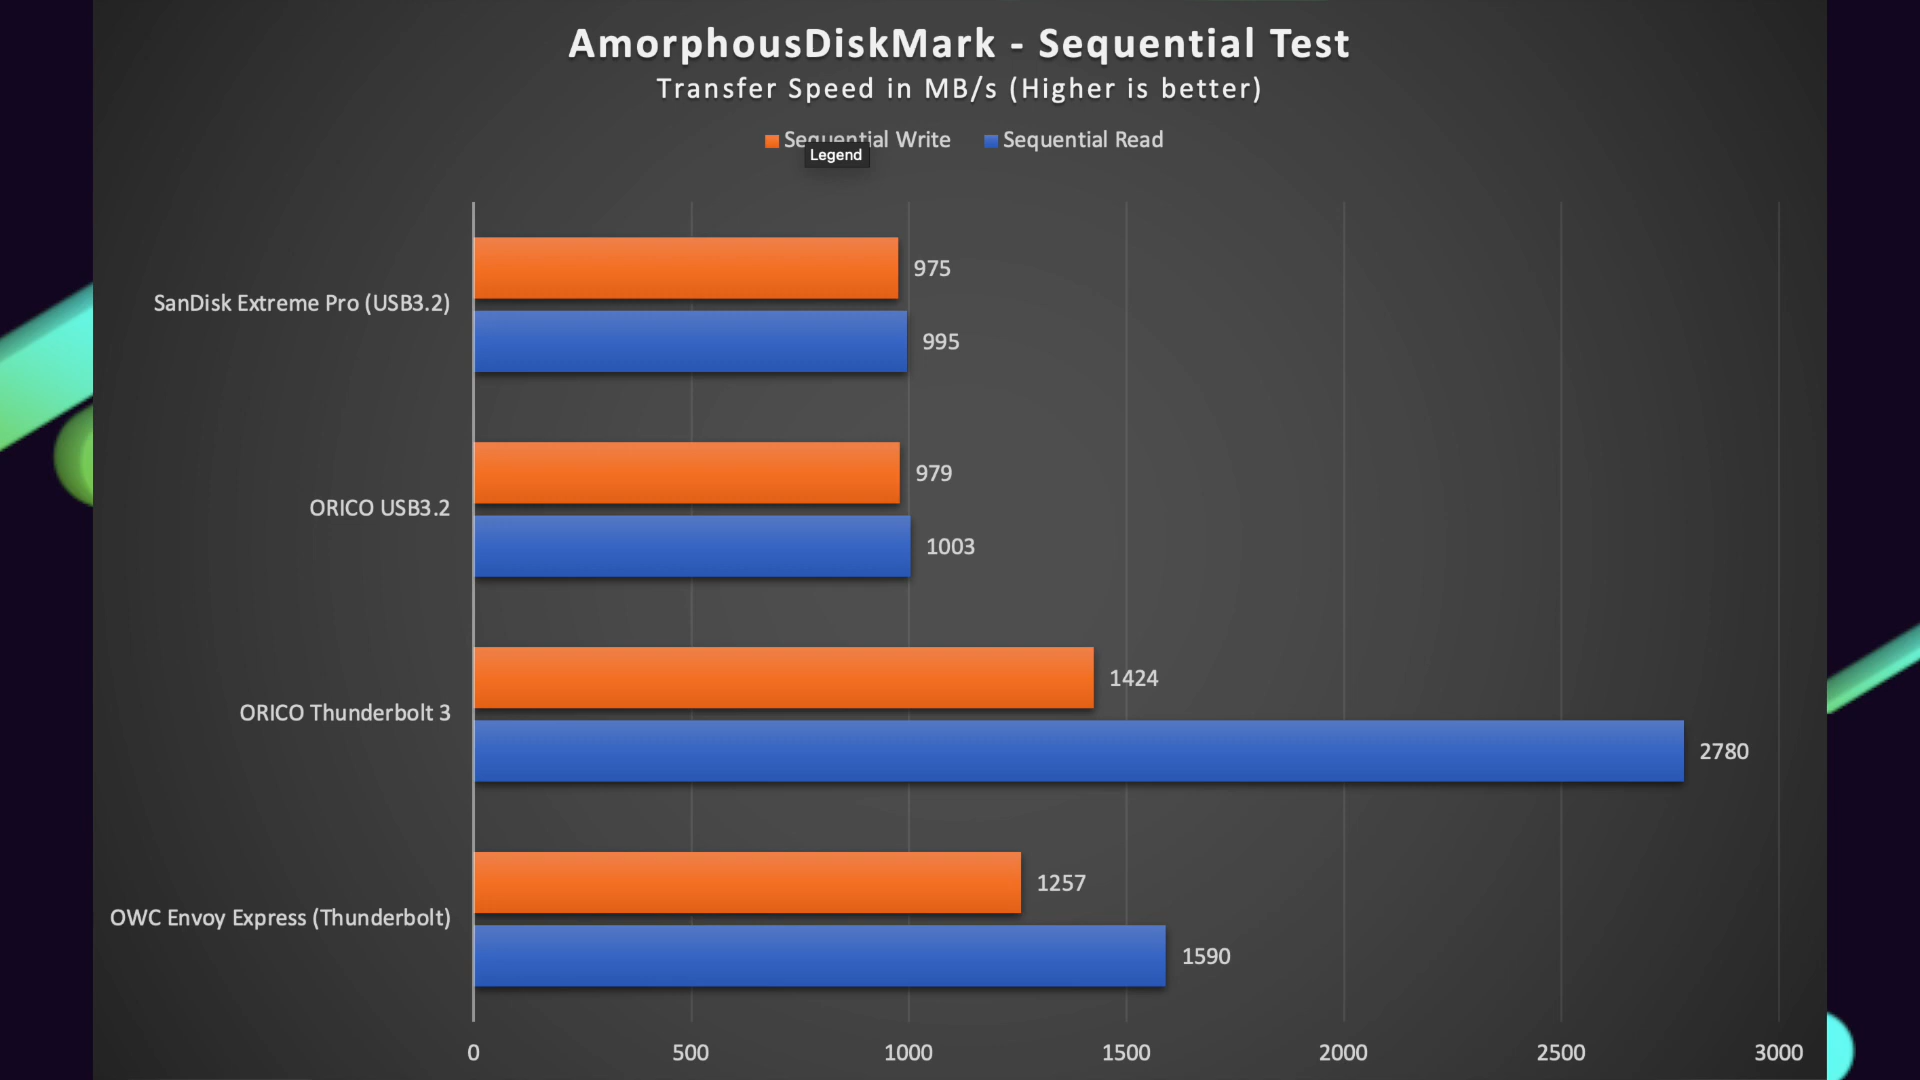 AmorphousDiskMark - Sequential Test
Transfer Speed in MB/s (Higher is better)
Sequential Write Sequential Read
Legend
975
SanDisk Extreme Pro (USB3.2)
995
979
ORICO USB3.2
1003
1424
ORICO Thunderbolt 3
2780
1257
OWC Envoy Express (Thunderbolt)
1590
0 500 1000 1500 2000 2500 3000